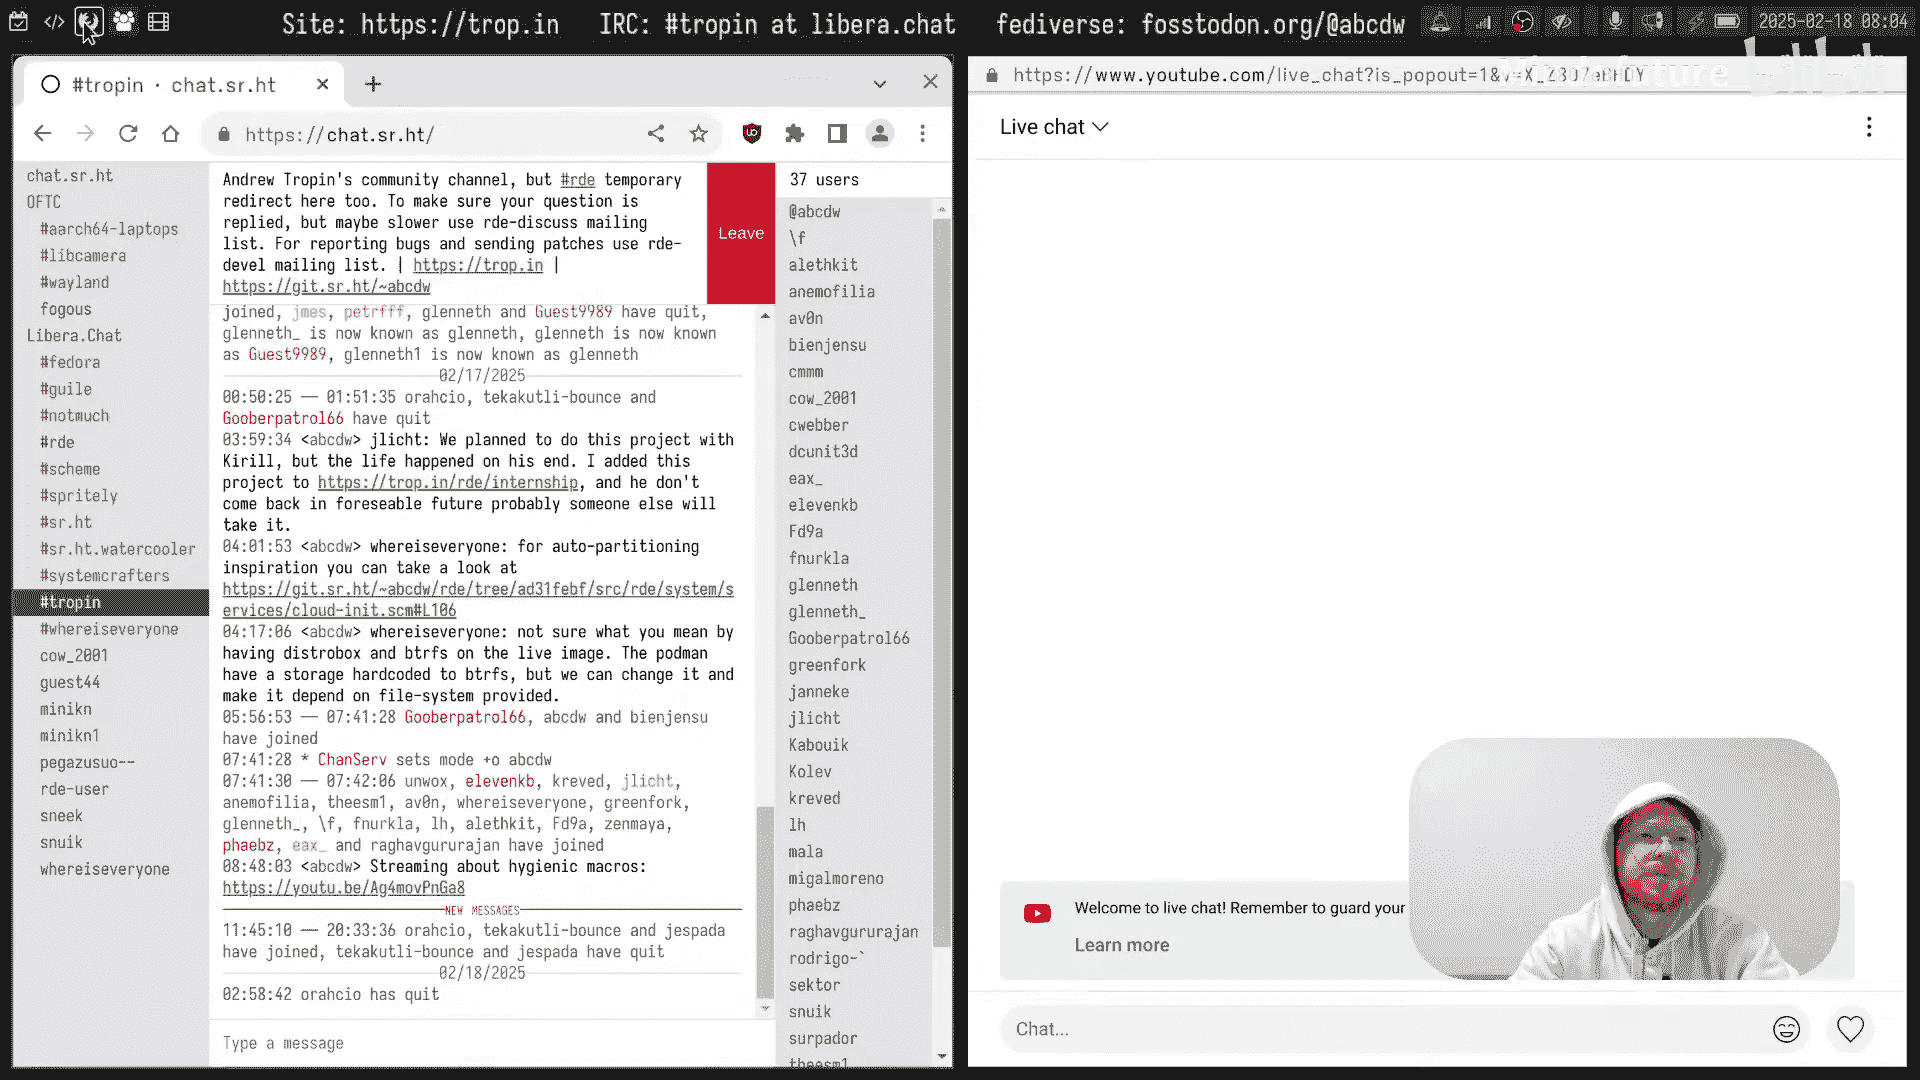 Site: https://trop.in IRC: #tropin at libera.chat fediverse: fosstodon.org/@abcdw
2025-02-18 08:04
#tropin · chat.sr.ht
https://chat.sr.ht/
chat.sr.ht
OFTC
#aarch64-laptops
#libcamera
#wayland
fogous
Libera.Chat
#fedora
#guile
#notmuch
#rde
#scheme
#spritely
#sr.ht
#sr.ht.watercooler
#systemcrafters
#tropin
#whereiseveryone
cow_2001
guest44
minikn
minikn1
pegazusuo--
rde-user
sneek
snuik
whereiseveryone
Andrew Tropin's community channel, but #rde temporary
redirect here too. To make sure your question is
replied, but maybe slower use rde-discuss mailing
list. For reporting bugs and sending patches use rde-
devel mailing list. | https://trop.in |
https://git.sr.ht/~abcdw
Leave
joined, jmes, petrfff, glenneth and Guest9989 have quit,
glenneth_ is now known as glenneth, glenneth is now known
as Guest9989, glenneth1 is now known as glenneth
02/17/2025
00:50:25 — 01:51:35 orahcio, tekakutli-bounce and
Gooberpatrol66 have quit
03:59:34 <abcdw> jlicht: We planned to do this project with
Kirill, but the life happened on his end. I added this
project to https://trop.in/rde/internship, and he don't
come back in foreseable future probably someone else will
take it.
04:01:53 <abcdw> whereiseveryone: for auto-partitioning
inspiration you can take a look at
https://git.sr.ht/~abcdw/rde/tree/ad31febf/src/rde/system/s
ervices/cloud-init.scm#L106
04:17:06 <abcdw> whereiseveryone: not sure what you mean by
having distrobox and btrfs on the live image. The podman
have a storage hardcoded to btrfs, but we can change it and
make it depend on file-system provided.
05:56:53 — 07:41:28 Gooberpatrol66, abcdw and bienjensu
have joined
07:41:28 * ChanServ sets mode +o abcdw
07:41:30 — 07:42:06 unwox, elevenkb, kreved, jlicht,
anemofilia, theesm1, av0n, whereiseveryone, greenfork,
glenneth_, \f, fnurkla, lh, alethkit, Fd9a, zenmaya,
phaebz, eax_ and raghavgururajan have joined
08:48:03 <abcdw> Streaming about hygienic macros:
https://youtu.be/Ag4movPnGa8
NEW MESSAGES
11:45:10 — 20:33:36 orahcio, tekakutli-bounce and jespada
have joined, tekakutli-bounce and jespada have quit
02/18/2025
02:58:42 orahcio has quit
Type a message
37 users
@abcdw
\f
alethkit
anemofilia
av0n
bienjensu
cmmm
cow_2001
cwebber
dcunit3d
eax_
elevenkb
Fd9a
fnurkla
glenneth
glenneth_
Gooberpatrol66
greenfork
janneke
jlicht
Kabouik
Kolev
kreved
lh
mala
migalmoreno
phaebz
raghavgururajan
rodrigo-`
sektor
snuik
surpador
theesm1
https://www.youtube.com/live_chat?is_popout=1&
Live chat
Welcome to live chat! Remember to guard your
Learn more
Chat...